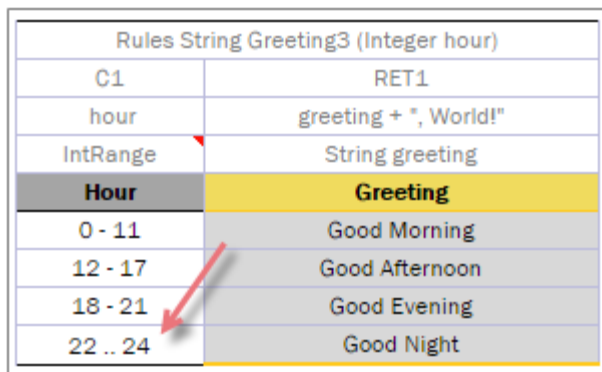 Rules String Greeting3 (Integer hour)
C1 RET1
hour greeting + ", World!"
IntRange String greeting
Hour Greeting
0 - 11 Good Morning
12 - 17 Good Afternoon
18 - 21 Good Evening
22 .. 24 Good Night